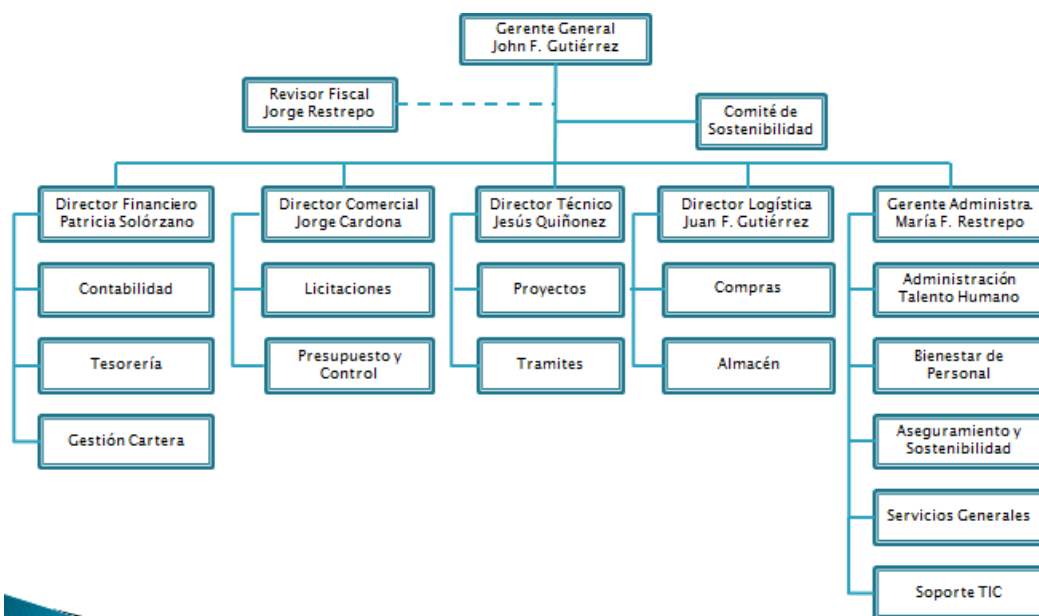 Gerente General
John F. Gutiérrez
Revisor Fiscal
Jorge Restrepo
Comité de
Sostenibilidad
Director Financiero
Patricia Solórzano
Director Comercial
Jorge Cardona
Director Técnico
Jesús Quiñonez
Director Logística
Juan F. Gutiérrez
Gerente Administra.
María F. Restrepo
Contabilidad
Licitaciones
Proyectos
Compras
Administración
Talento Humano
Tesorería
Presupuesto y
Control
Tramites
Almacén
Bienestar de
Personal
Gestión Cartera
Aseguramiento y
Sostenibilidad
Servicios Generales
Soporte TIC